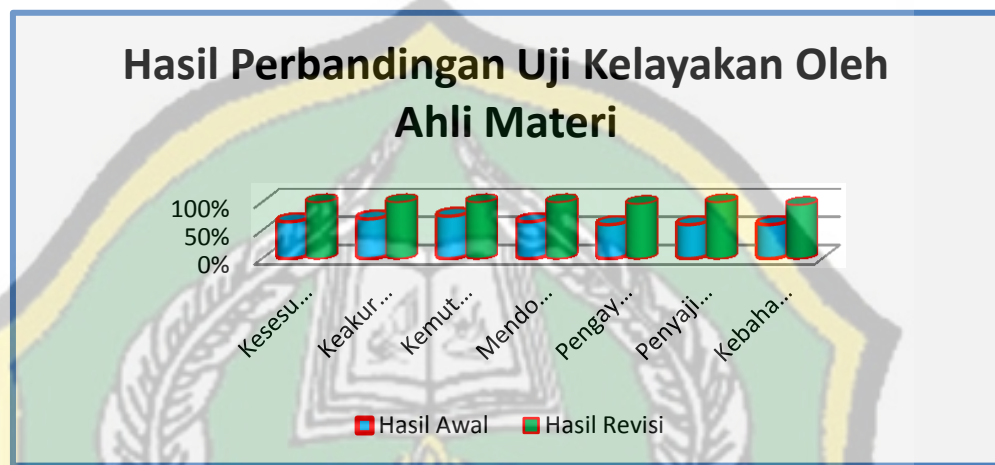 Hasil Perbandingan Uji Kelayakan Oleh
Ahli Materi
100%
50%
0%
Kesesu...
Keakur...
Kemut...
Mendo...
Pengay...
Penyaji...
Kebaha...
Hasil Awal Hasil Revisi